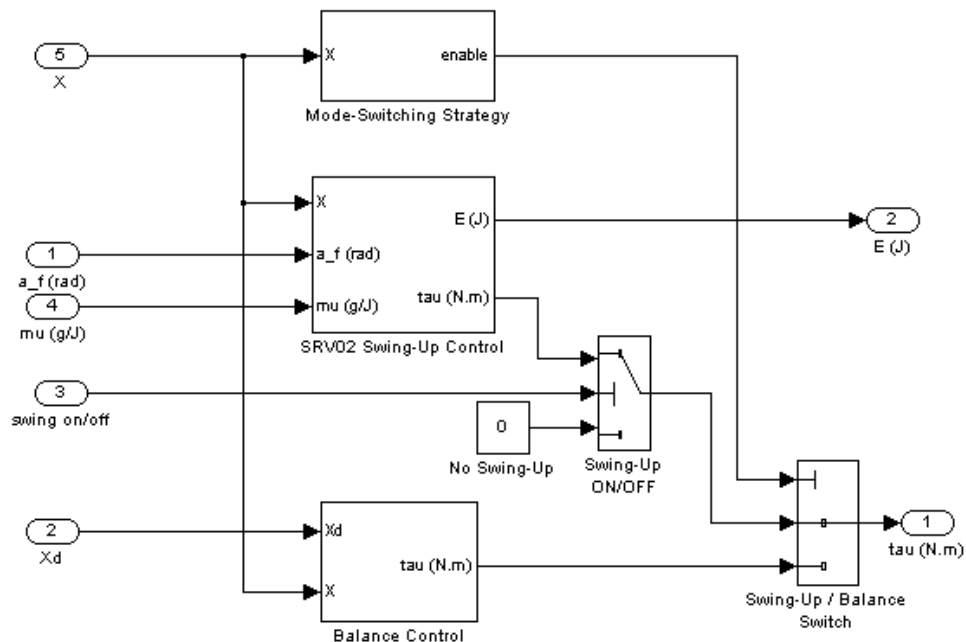 5
X
X
enable
Mode-Switching Strategy
X
E (J)
2
E (J)
1
a_f (rad)
a_f (rad)
4
mu (g/J)
mu (g/J)
tau (N.m)
SRV02 Swing-Up Control
3
swing on/off
0
No Swing-Up
Swing-Up
ON/OFF
2
Xd
Xd
tau (N.m)
X
Balance Control
1
tau (N.m)
Swing-Up / Balance
Switch